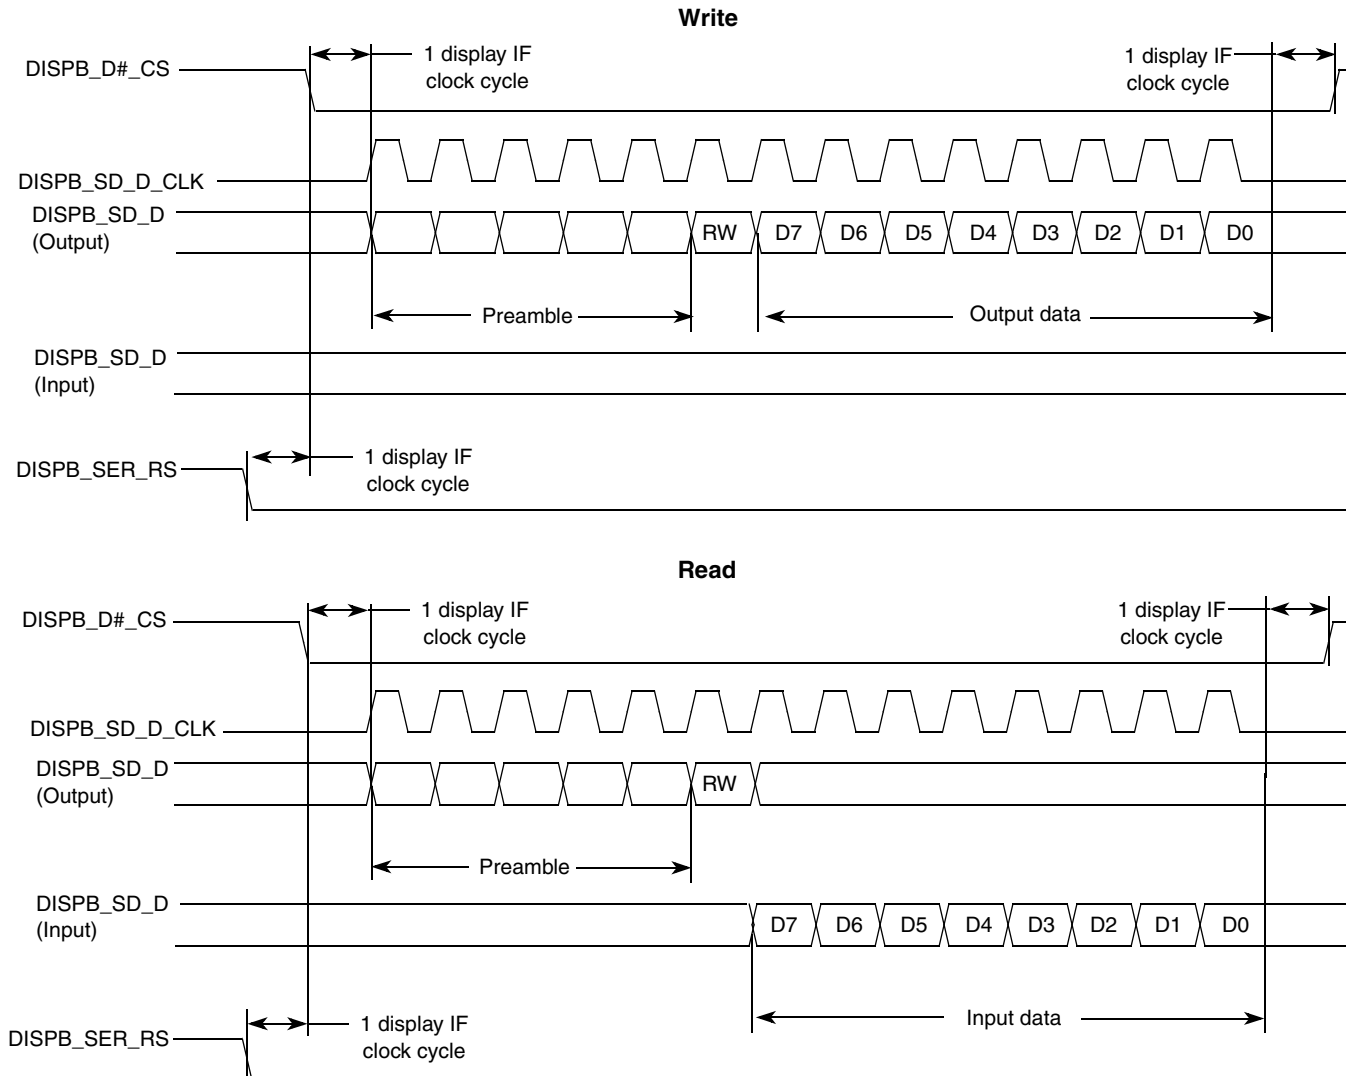 Write
DISPB_D#_CS
1 display IF
clock cycle
1 display IF
clock cycle
DISPB_SD_D_CLK
DISPB_SD_D
(Output)
RW D7 D6 D5 D4 D3 D2 D1 D0
Preamble
Output data
DISPB_SD_D
(Input)
DISPB_SER_RS
1 display IF
clock cycle
Read
DISPB_D#_CS
1 display IF
clock cycle
1 display IF
clock cycle
DISPB_SD_D_CLK
DISPB_SD_D
(Output)
RW
Preamble
DISPB_SD_D
(Input)
D7 D6 D5 D4 D3 D2 D1 D0
Input data
DISPB_SER_RS
1 display IF
clock cycle